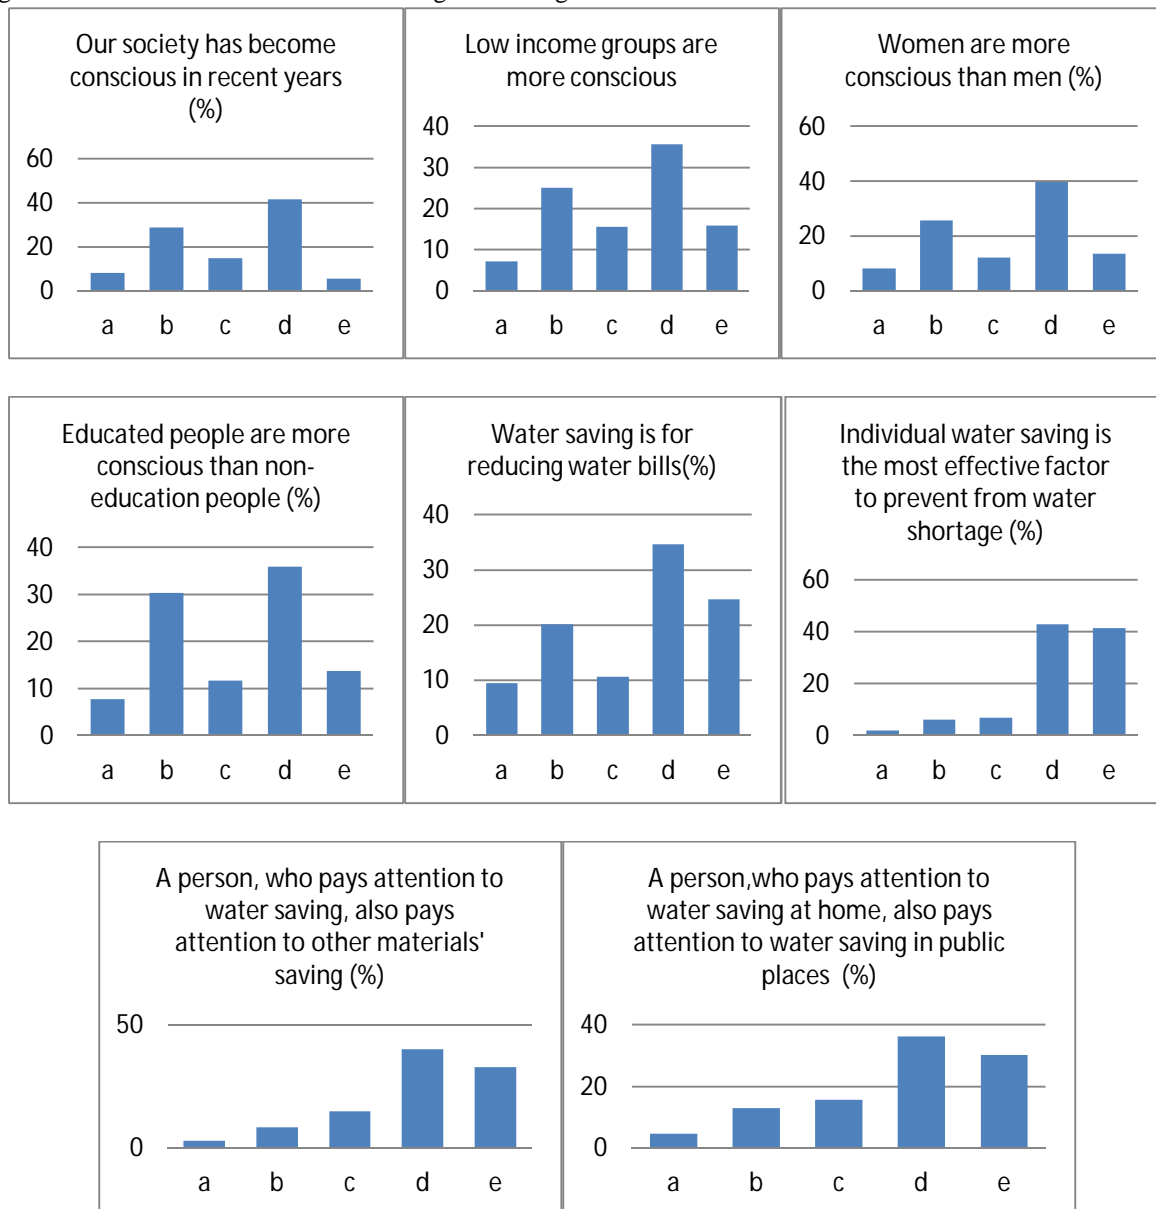 Our society has become
conscious in recent years
(%)
60
40
20
0
a b c d e
Low income groups are
more conscious
40
30
20
10
0
a b c d e
Women are more
conscious than men (%)
60
40
20
0
a b c d e
Educated people are more
conscious than non-
education people (%)
40
30
20
10
0
a b c d e
Water saving is for
reducing water bills(%)
40
30
20
10
0
a b c d e
Individual water saving is
the most effective factor
to prevent from water
shortage (%)
60
40
20
0
a b c d e
A person, who pays attention to
water saving, also pays
attention to other materials'
saving (%)
50
0
a b c d e
A person,who pays attention to
water saving at home, also pays
attention to water saving in public
places (%)
40
20
0
a b c d e